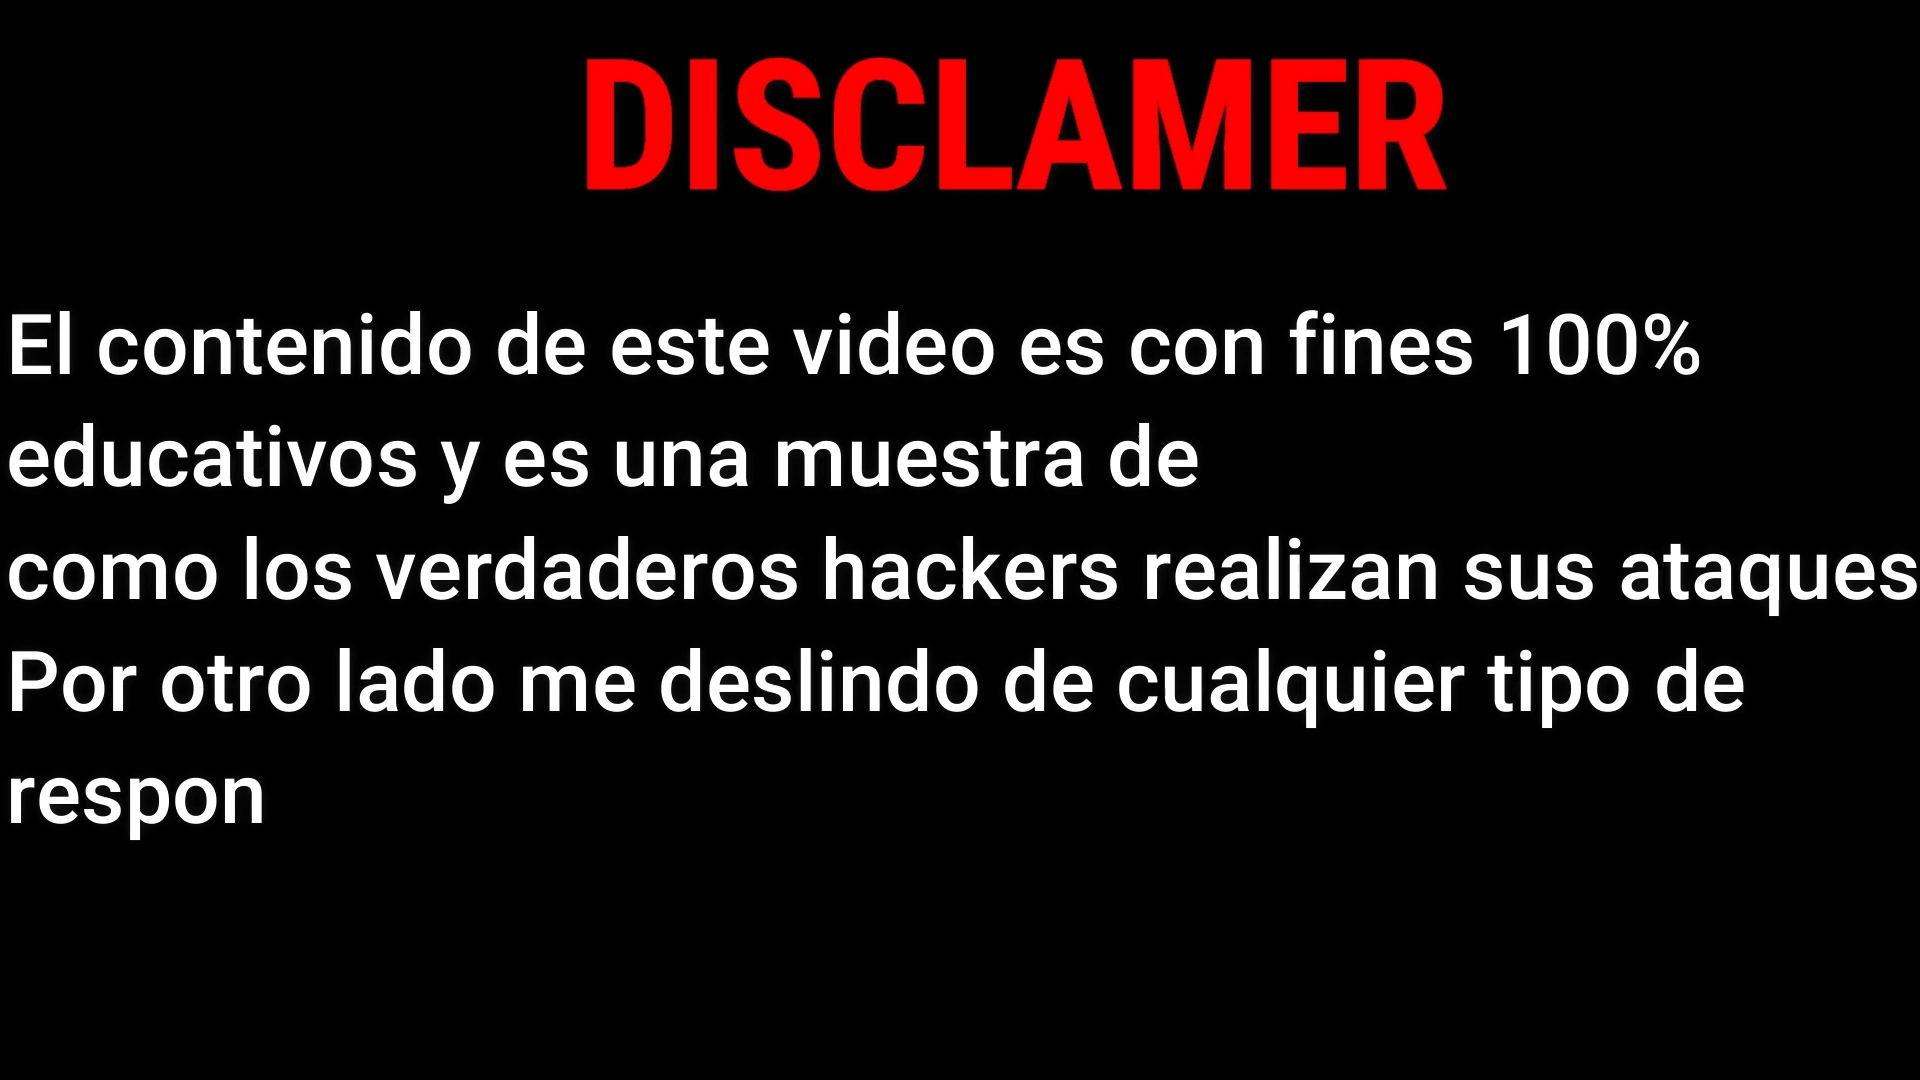 DISCLAMER
El contenido de este video es con fines 100%
educativos y es una muestra de
como los verdaderos hackers realizan sus ataques
Por otro lado me deslindo de cualquier tipo de
respon